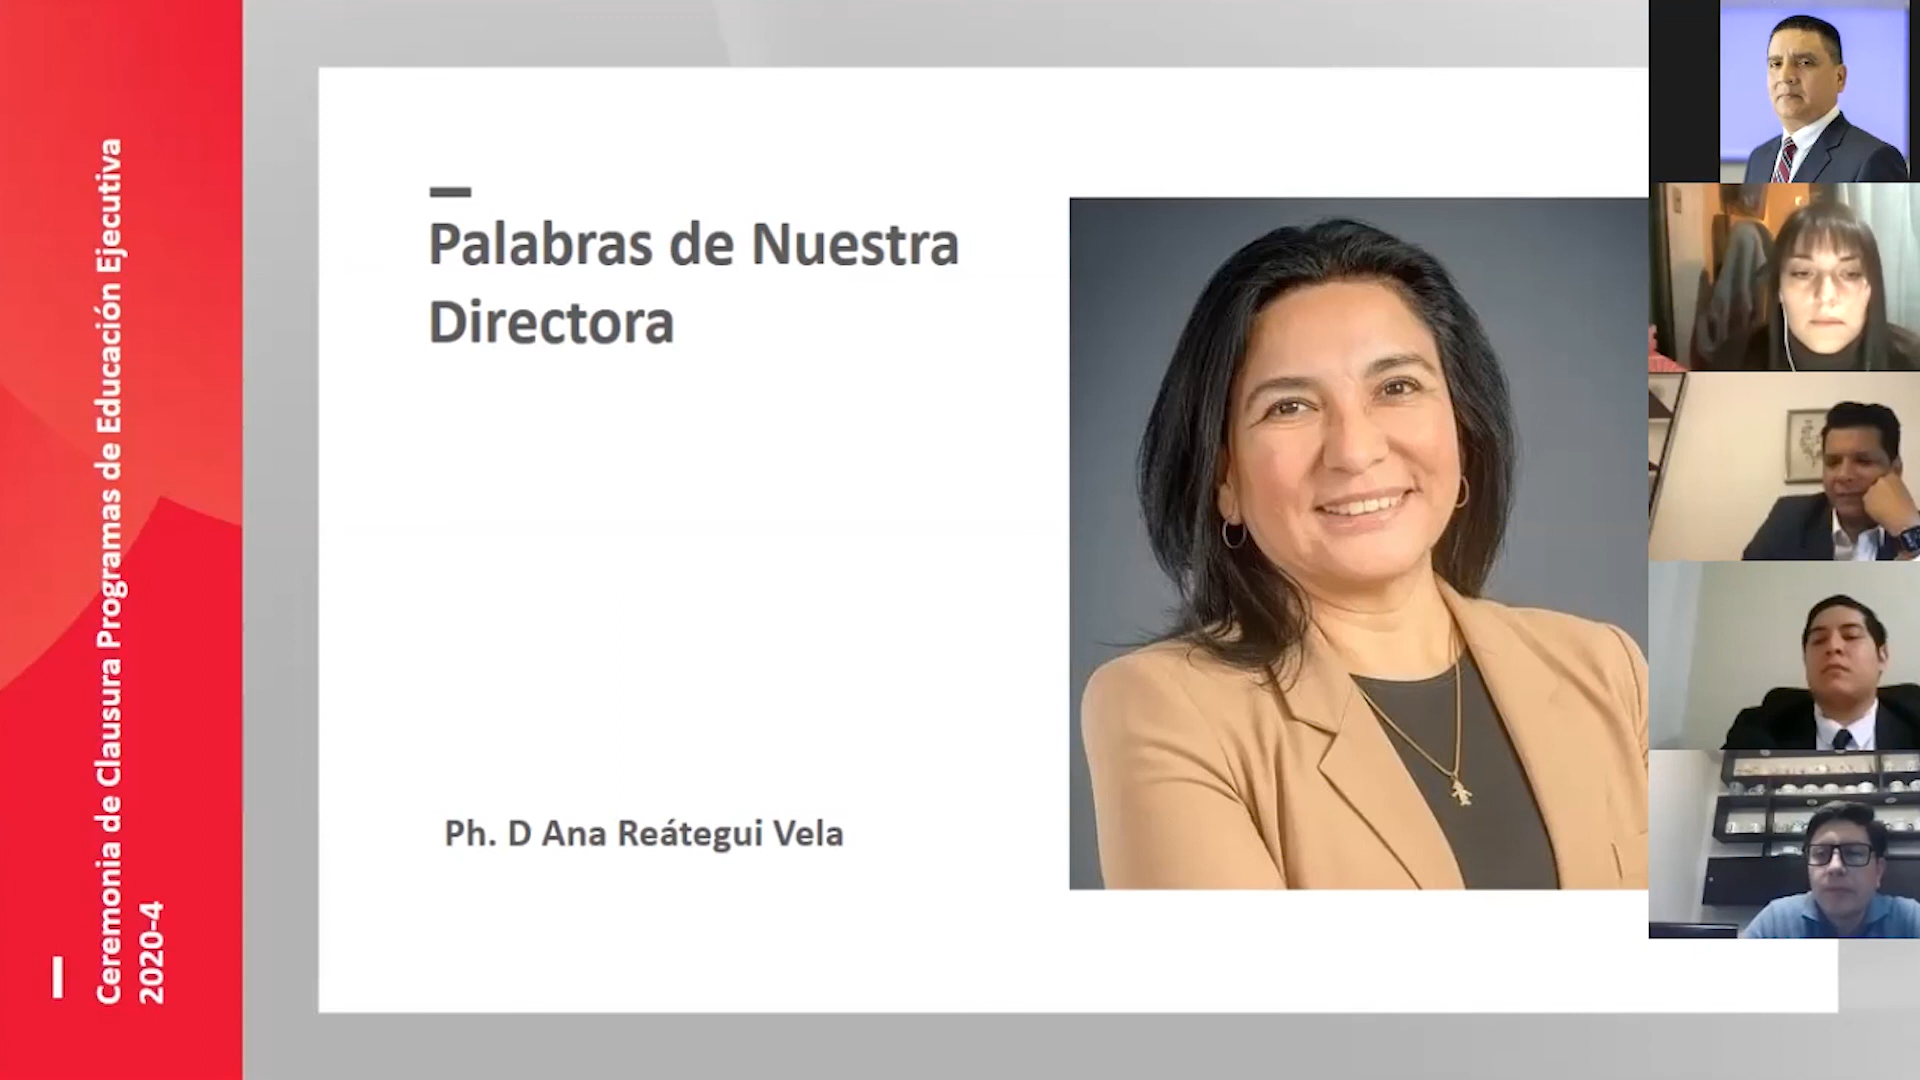 Ceremonia de Clausura Programas de Educación Ejecutiva
2020-4
Palabras de Nuestra
Directora
Ph. D Ana Reátegui Vela